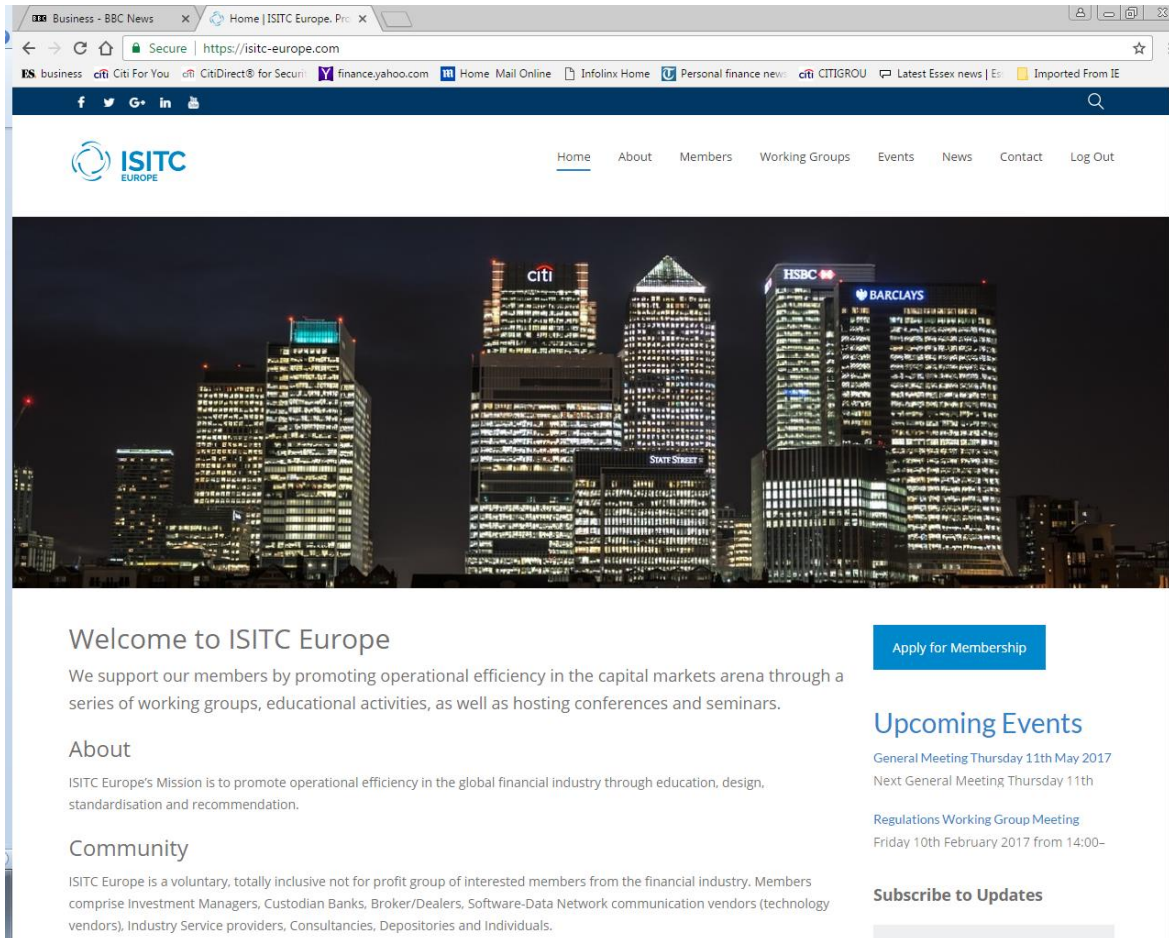 Business - BBC News
Home | ISITC Europe. Pro
Secure | https://isitc-europe.com
ES. business citi Citi For You citi CitiDirect® for Securi Y finance.yahoo.com m Home Mail Online Infolinx Home Personal finance news citi CITIGROU Latest Essex news | Es Imported From IE
f G+ in You
ISITC
EUROPE
Home About Members Working Groups Events News Contact Log Out
citi
HSBC
BARCLAYS
STATE STREET
Welcome to ISITC Europe
We support our members by promoting operational efficiency in the capital markets arena through a
series of working groups, educational activities, as well as hosting conferences and seminars.
About
ISITC Europe's Mission is to promote operational efficiency in the global financial industry through education, design,
standardisation and recommendation.
Community
ISITC Europe is a voluntary, totally inclusive not for profit group of interested members from the financial industry. Members
comprise Investment Managers, Custodian Banks, Broker/Dealers, Software-Data Network communication vendors (technology
vendors), Industry Service providers, Consultancies, Depositories and Individuals.
Apply for Membership
Upcoming Events
General Meeting Thursday 11th May 2017
Next General Meeting Thursday 11th
Regulations Working Group Meeting
Friday 10th February 2017 from 14:00–
Subscribe to Updates